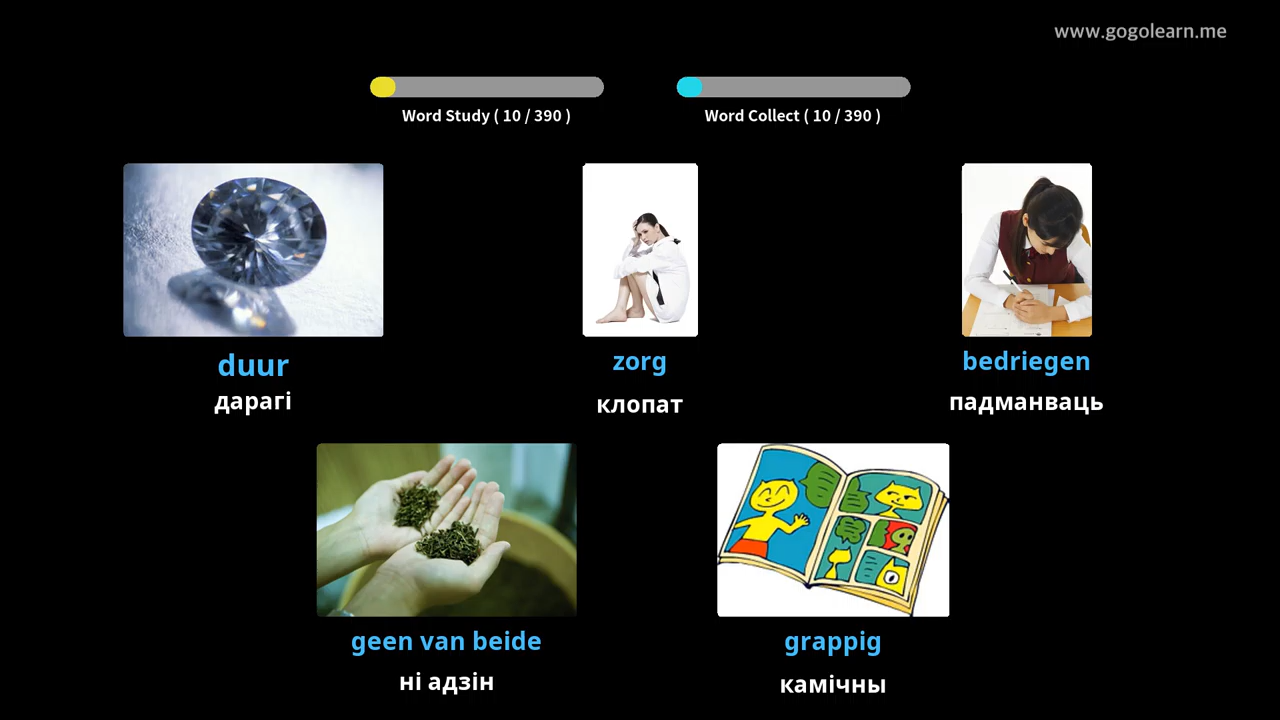 www.gogolearn.me
Word Study ( 10 / 390 )
Word Collect ( 10 / 390 )
duur
дарагі
zorg
клопат
bedriegen
падманваць
geen van beide
ні адзін
grappig
камічны